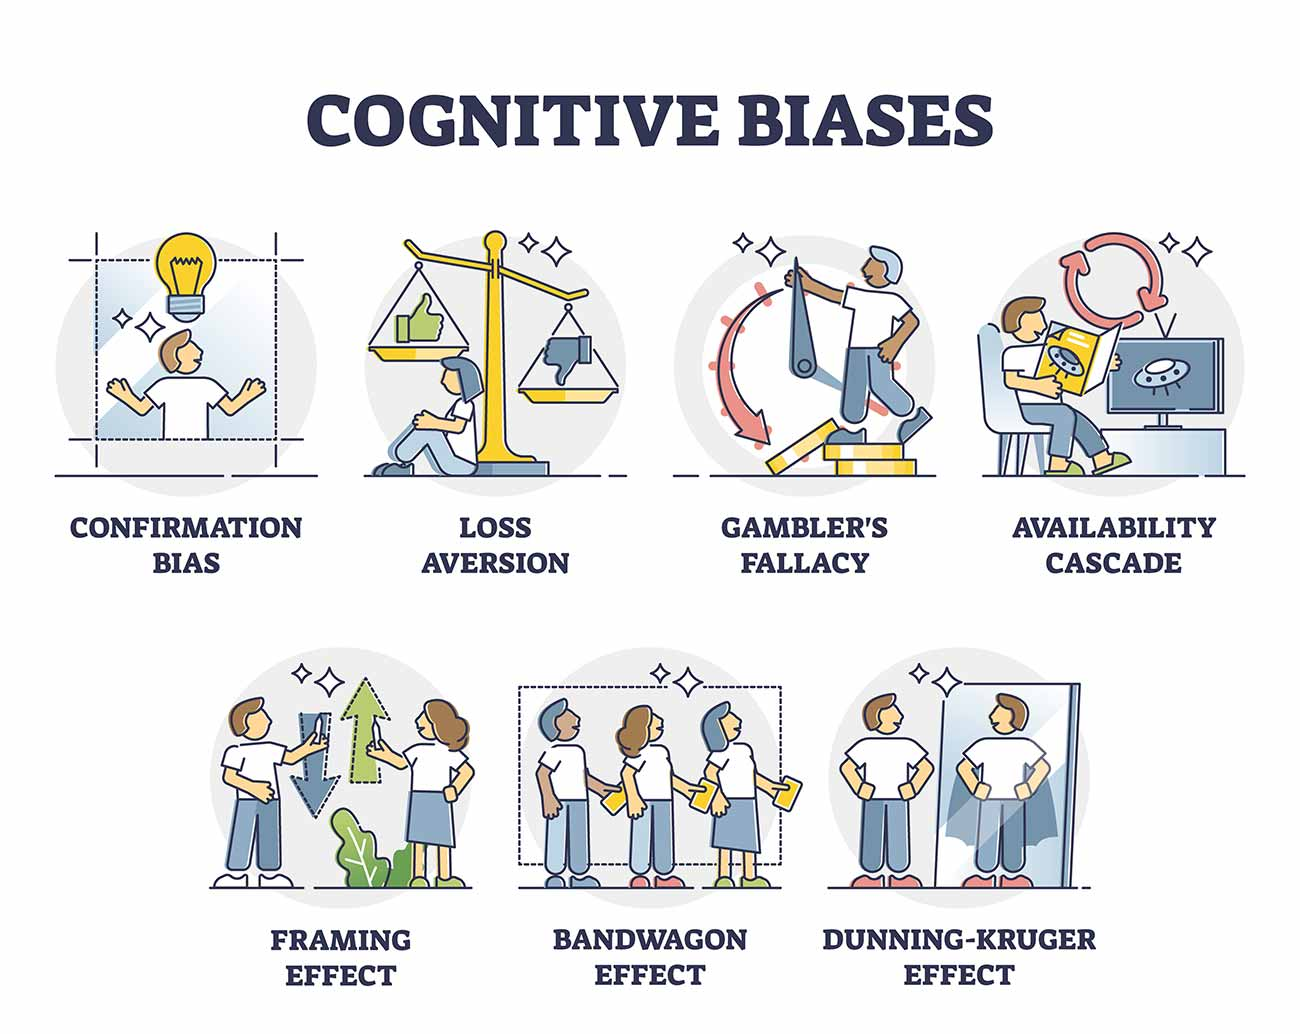 COGNITIVE BIASES
CONFIRMATION
BIAS
LOSS
AVERSION
GAMBLER'S
FALLACY
AVAILABILITY
CASCADE
FRAMING
EFFECT
BANDWAGON
EFFECT
DUNNING-KRUGER
EFFECT